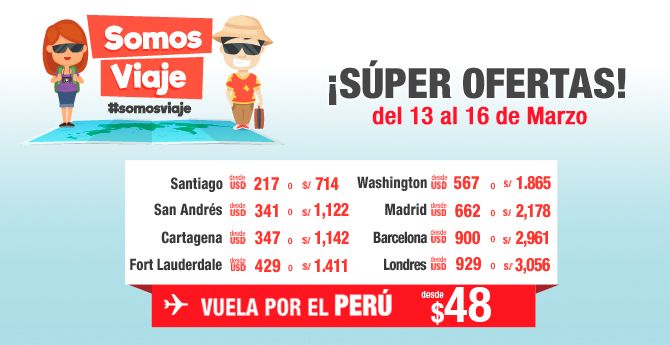 Somos
Viaje
#somosviaje
¡SÚPER OFERTAS!
del 13 al 16 de Marzo
Santiago desde USD 217 o S/ 714
San Andrés desde USD 341 o S/ 1,122
Cartagena desde USD 347 o S/ 1,142
Fort Lauderdale desde USD 429 o S/ 1.411
Washington desde USD 567 o S/ 1.865
Madrid desde USD 662 o S/ 2,178
Barcelona desde USD 900 o S/ 2,961
Londres desde USD 929 o S/ 3,056
VUELA POR EL PERÚ desde $48